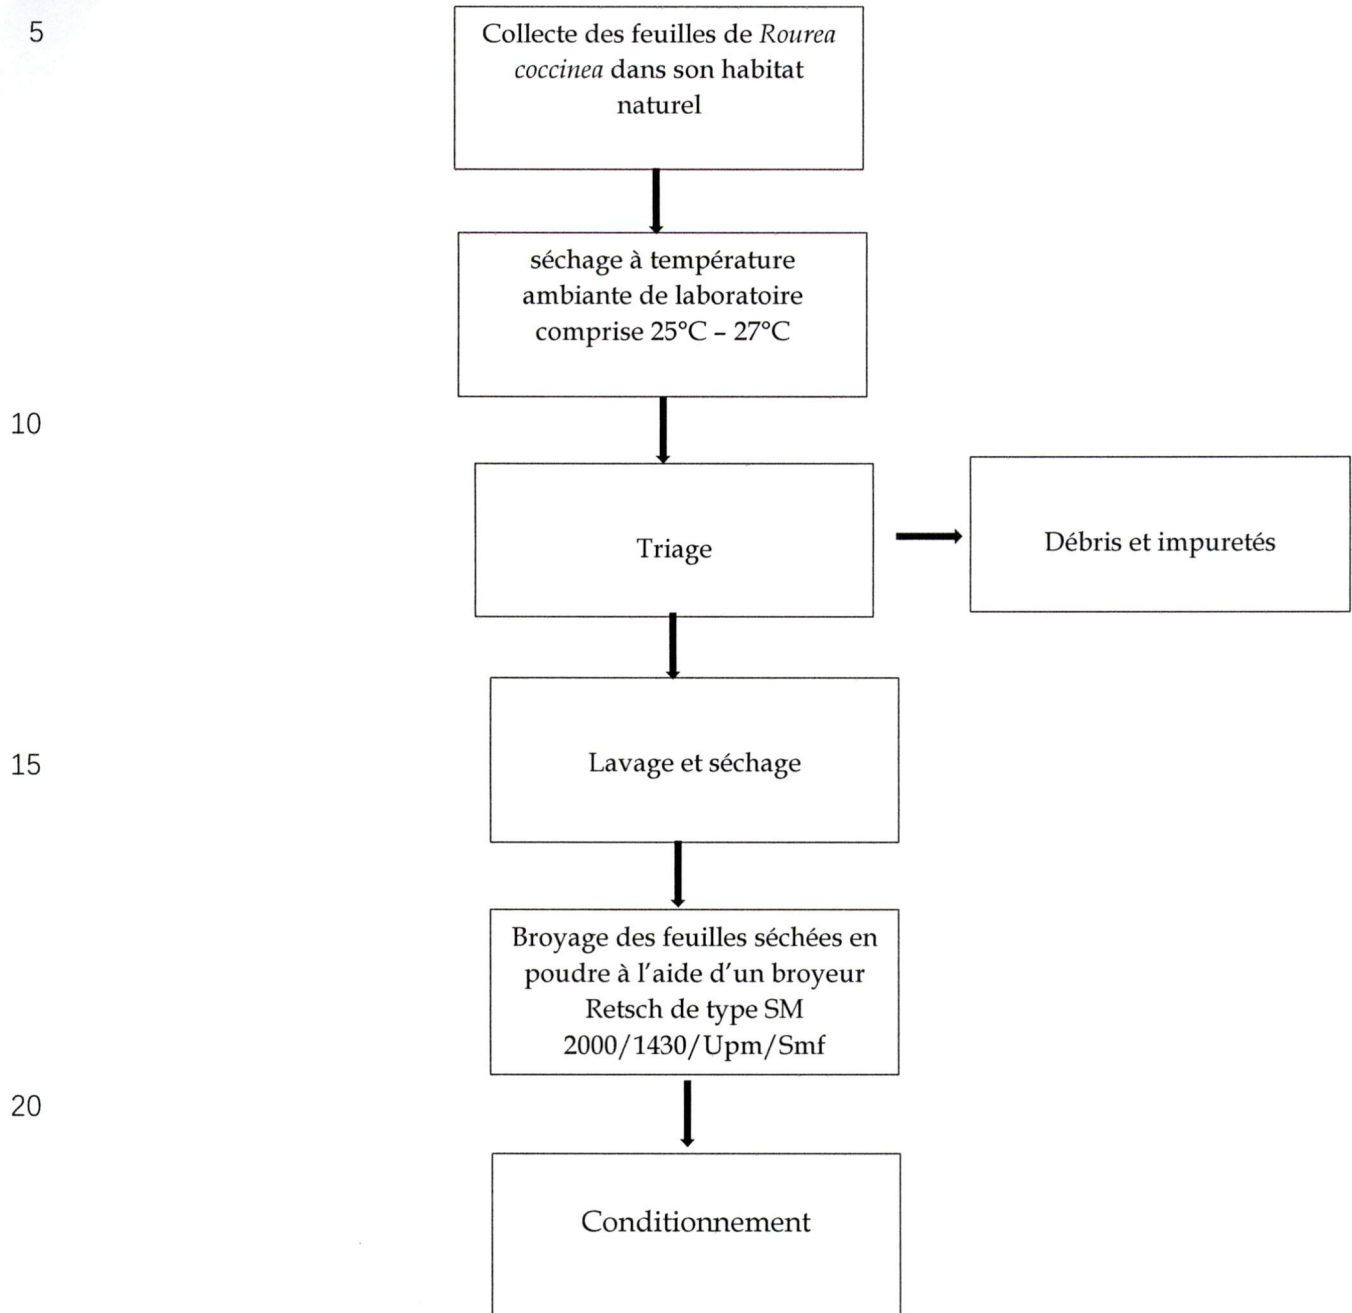 5
Collecte des feuilles de Rourea
coccinea dans son habitat
naturel
séchage à température
ambiante de laboratoire
comprise 25°C – 27°C
10
Triage
Débris et impuretés
15
Lavage et séchage
Broyage des feuilles séchées en
poudre à l'aide d'un broyeur
Retsch de type SM
2000/1430/Upm/Smf
20
Conditionnement